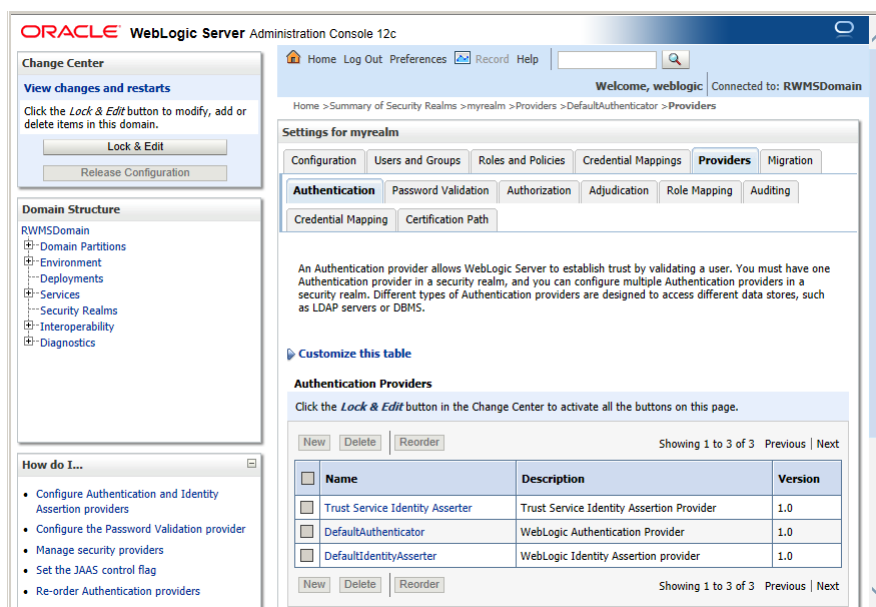 ORACLE WebLogic Server Administration Console 12c
Change Center
View changes and restarts
Click the Lock & Edit button to modify, add or
delete items in this domain.
Lock & Edit
Release Configuration
Domain Structure
RWMSDomain
Domain Partitions
Environment
Deployments
Services
Security Realms
Interoperability
Diagnostics
How do I...
Configure Authentication and Identity
Assertion providers
Configure the Password Validation provider
Manage security providers
Set the JAAS control flag
Re-order Authentication providers
Home Log Out Preferences Record Help
Welcome, weblogic Connected to: RWMSDomain
Home >Summary of Security Realms >myrealm >Providers >DefaultAuthenticator >Providers
Settings for myrealm
Configuration Users and Groups Roles and Policies Credential Mappings Providers Migration
Authentication Password Validation Authorization Adjudication Role Mapping Auditing
Credential Mapping Certification Path
An Authentication provider allows WebLogic Server to establish trust by validating a user. You must have one
Authentication provider in a security realm, and you can configure multiple Authentication providers in a
security realm. Different types of Authentication providers are designed to access different data stores, such
as LDAP servers or DBMS.
Customize this table
Authentication Providers
Click the Lock & Edit button in the Change Center to activate all the buttons on this page.
New Delete Reorder Showing 1 to 3 of 3 Previous | Next
Name Description Version
Trust Service Identity Asserter Trust Service Identity Assertion Provider 1.0
DefaultAuthenticator WebLogic Authentication Provider 1.0
DefaultIdentityAsserter WebLogic Identity Assertion provider 1.0
New Delete Reorder Showing 1 to 3 of 3 Previous | Next